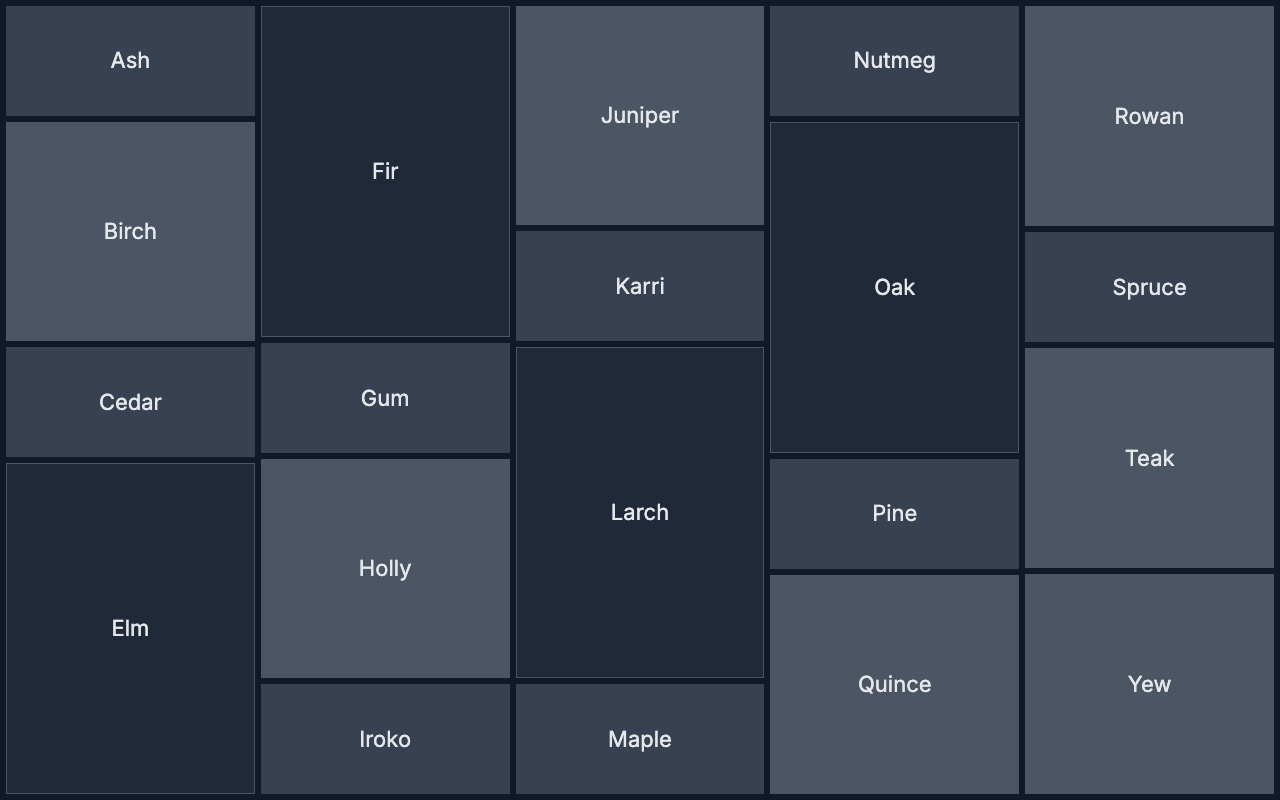 Ash
Birch
Cedar
Elm
Fir
Gum
Holly
Iroko
Juniper
Karri
Larch
Maple
Nutmeg
Oak
Pine
Quince
Rowan
Spruce
Teak
Yew